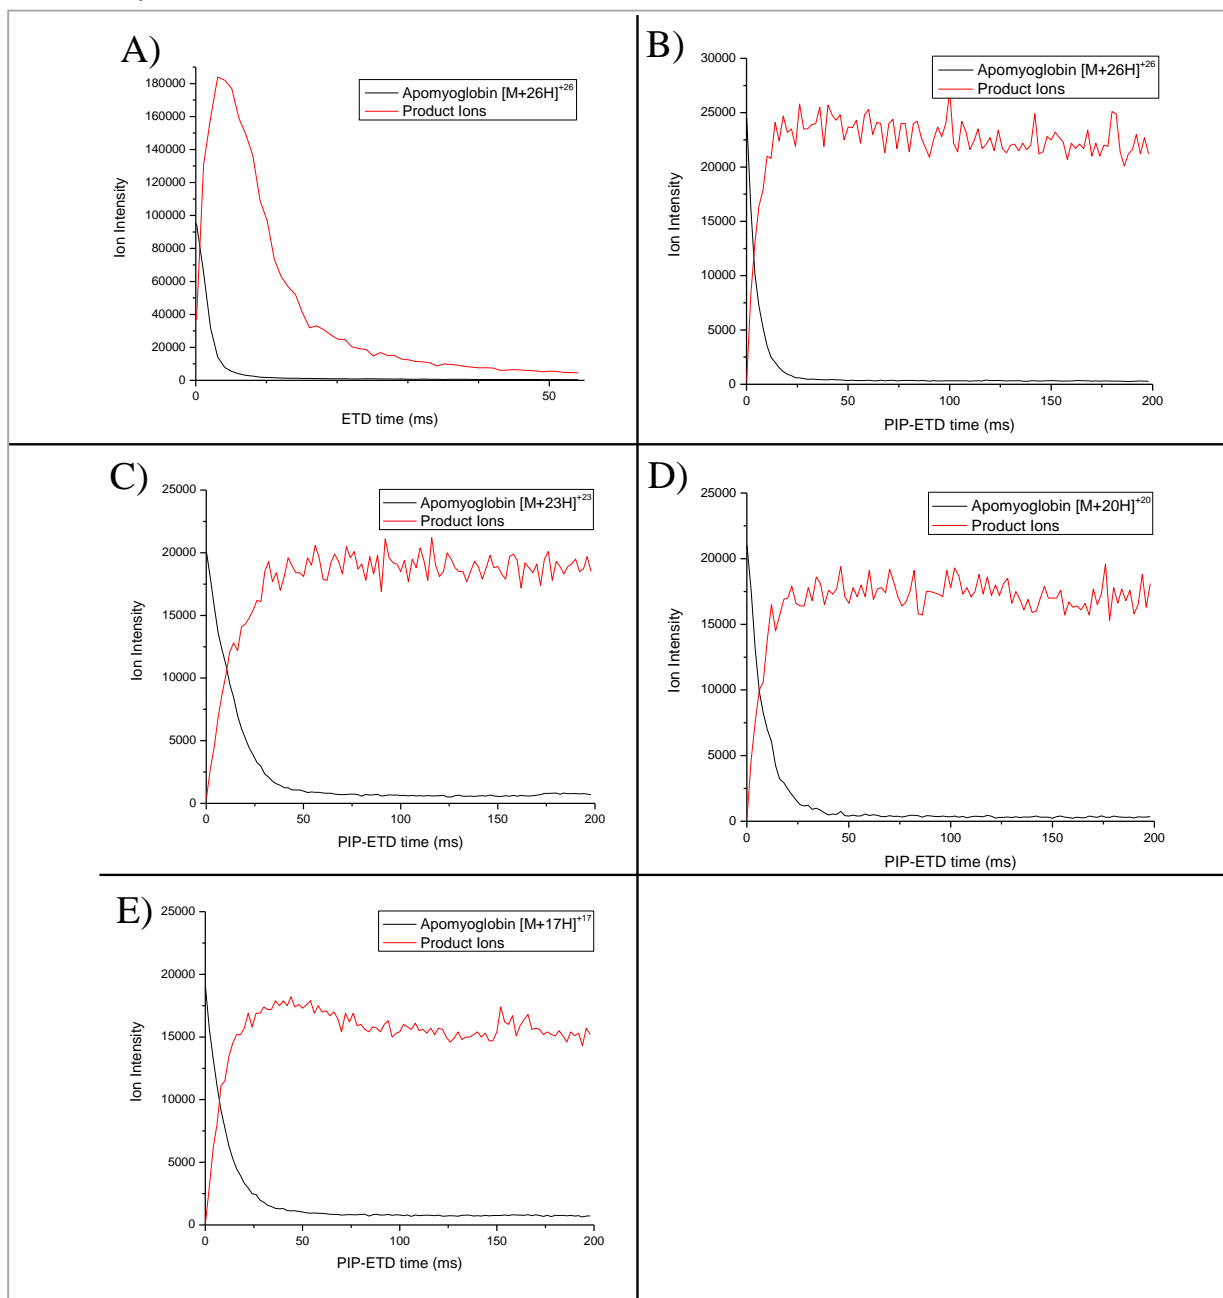 A)
Apomyoglobin [M+26H]+26
Product Ions
180000
160000
140000
120000
100000
80000
60000
40000
20000
0
Ion Intensity
0
50
ETD time (ms)
B)
Apomyoglobin [M+26H]+26
Product Ions
30000
25000
20000
15000
10000
5000
0
Ion Intensity
0
50
100
150
200
PIP-ETD time (ms)
C)
Apomyoglobin [M+23H]+23
Product Ions
25000
20000
15000
10000
5000
0
Ion Intensity
0
50
100
150
200
PIP-ETD time (ms)
D)
Apomyoglobin [M+20H]+20
Product Ions
25000
20000
15000
10000
5000
0
Ion Intensity
0
50
100
150
200
PIP-ETD time (ms)
E)
Apomyoglobin [M+17H]+17
Product Ions
25000
20000
15000
10000
5000
0
Ion Intensity
0
50
100
150
200
PIP-ETD time (ms)